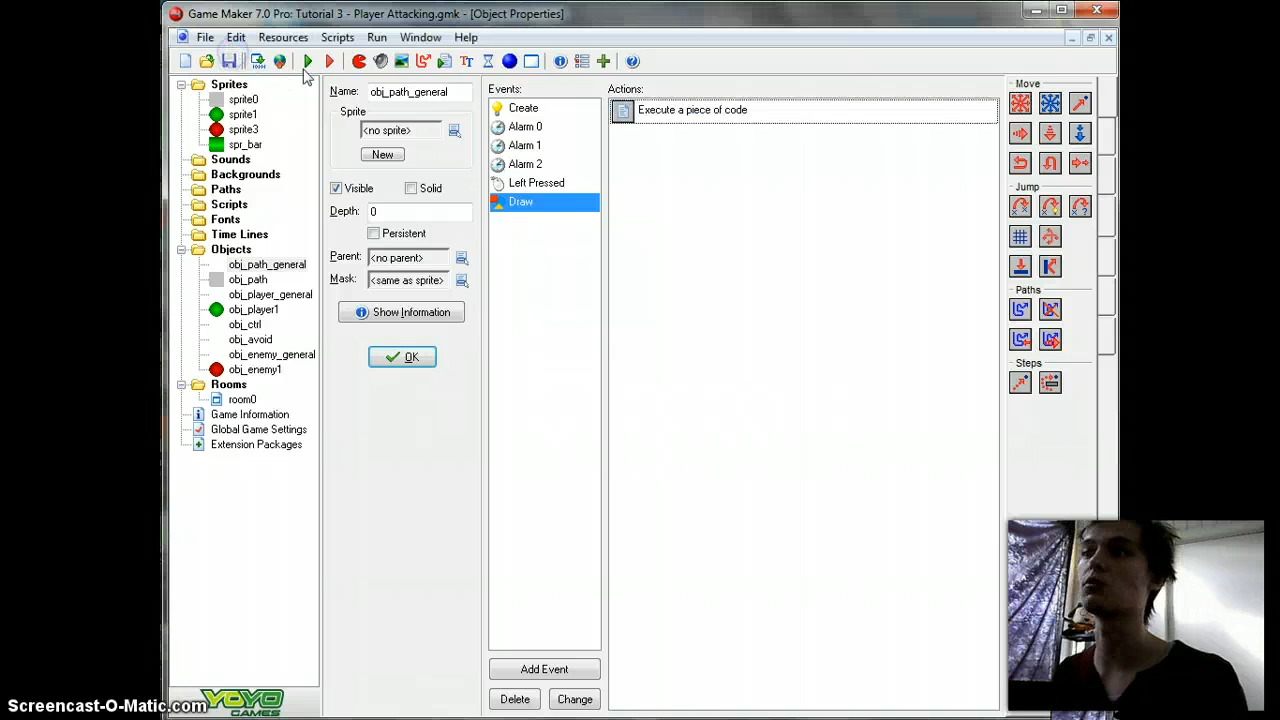 Game Maker 7.0 Pro: Tutorial 3 - Player Attacking.gmk - [Object Properties]
File Edit Resources Scripts Run Window Help
Sprites
sprite0
sprite1
sprite3
spr_bar
Sounds
Backgrounds
Paths
Scripts
Fonts
Time Lines
Objects
obj_path_general
obj_path
obj_player_general
obj_player1
obj_ctrl
obj_avoid
obj_enemy_general
obj_enemy1
Rooms
room0
Game Information
Global Game Settings
Extension Packages
YOYO
GAMES
Name: obj_path_general
Sprite
<no sprite>
New
Visible Solid
Depth: 0
Persistent
Parent: <no parent>
Mask: <same as sprite>
Show Information
OK
Events:
Create
Alarm 0
Alarm 1
Alarm 2
Left Pressed
Draw
Add Event
Delete Change
Actions:
Execute a piece of code
Move
Jump
Paths
Steps
Screencast-O-Matic.com